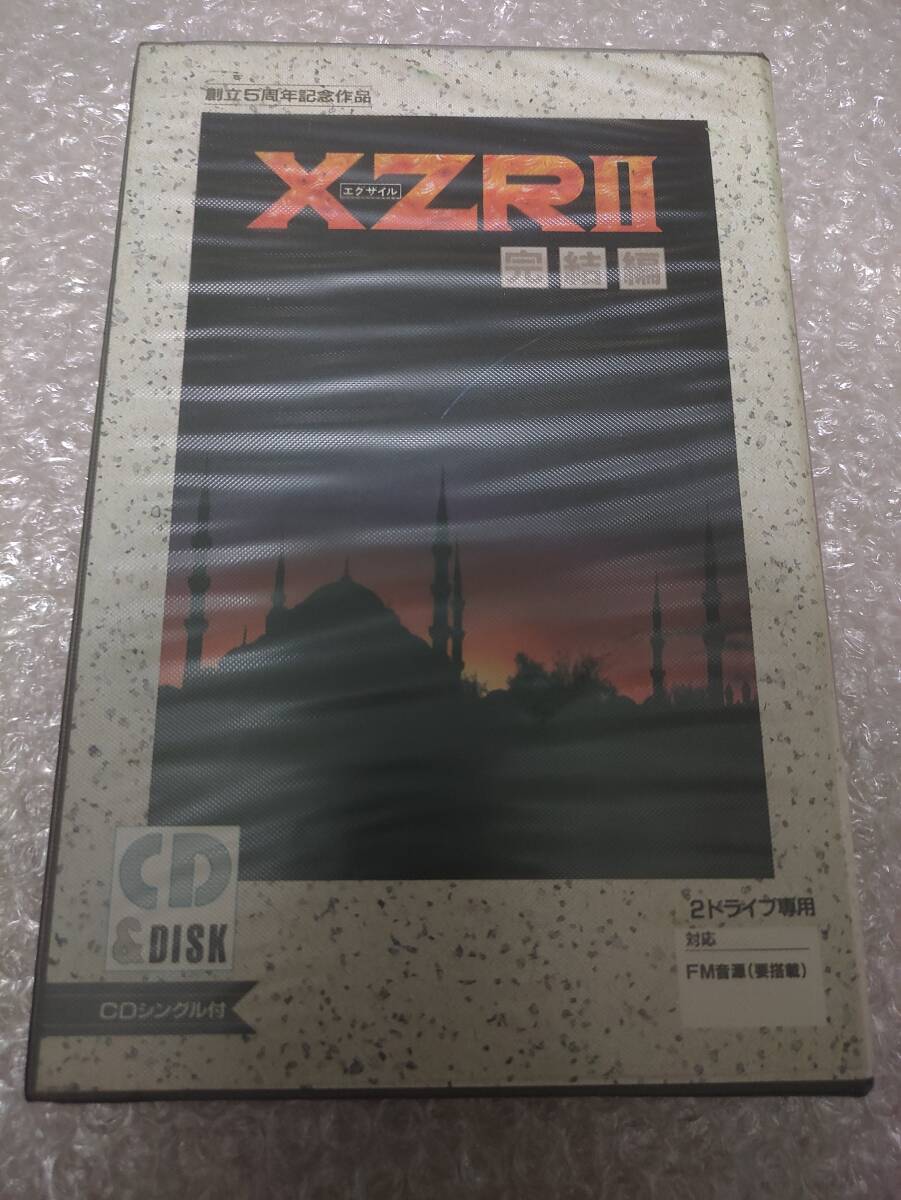 創立5周年記念作品
XZRII
エグザイル
完結編
CD
& DISK
CDシングル付
2ドライブ専用
対応
FM音源(要搭載)